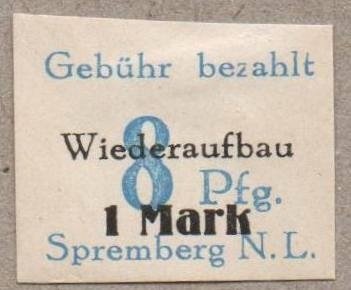 Gebühr bezahlt
Wiederaufbau
8 Pfg.
1 Mark
Spremberg N.L.